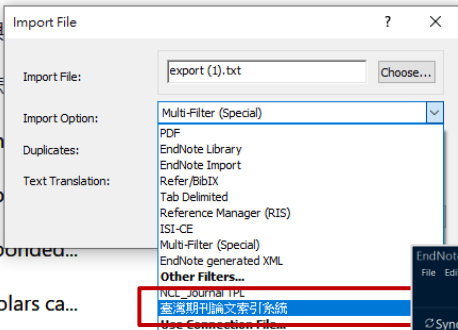 Import File
? ×
Import File:
export (1).txt
Choose...
Import Option:
Multi-Filter (Special)
PDF
Duplicates:
EndNote Library
EndNote Import
Text Translation:
Refer/BibIX
Tab Delimited
Reference Manager (RIS)
ISI-CE
Multi-Filter (Special)
EndNote generated XML
Other Filters...
NCL_Journal TPL
臺灣期刊論文索引系統
Use Connection File...
ponded...
olars ca...
EndNote
File Edi
Sync